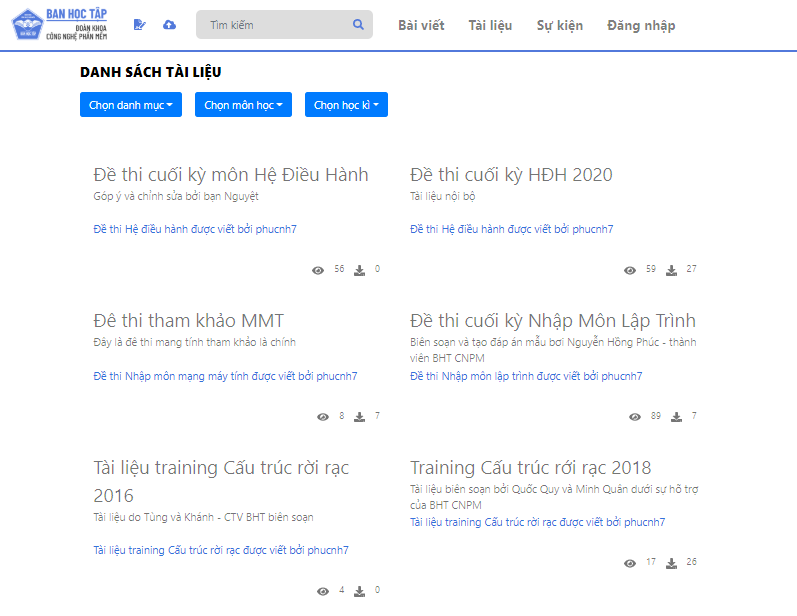 BAN HỌC TẬP
ĐOÀN KHOA
CÔNG NGHỆ PHẦN MỀM
Tìm kiếm
Bài viết Tài liệu Sự kiện Đăng nhập
DANH SÁCH TÀI LIỆU
Chọn danh mục Chọn môn học Chọn học kì
Đề thi cuối kỳ môn Hệ Điều Hành
Góp ý và chỉnh sửa bởi bạn Nguyệt
Đề thi Hệ điều hành được viết bởi phucnh7
56 0
Đề thi cuối kỳ HĐH 2020
Tài liệu nội bộ
Đề thi Hệ điều hành được viết bởi phucnh7
59 27
Đê thi tham khảo MMT
Đây là đê thi mang tính tham khảo là chính
Đề thi Nhập môn mạng máy tính được viết bởi phucnh7
8 7
Đề thi cuối kỳ Nhập Môn Lập Trình
Biên soạn và tạo đáp án mẫu bơi Nguyễn Hồng Phúc - thành
viên BHT CNPM
Đề thi Nhập môn lập trình được viết bởi phucnh7
89 7
Tài liệu training Cấu trúc rời rạc
2016
Tài liệu do Tùng và Khánh - CTV BHT biên soạn
Tài liệu training Cấu trúc rời rạc được viết bởi phucnh7
4 0
Training Cấu trúc rới rạc 2018
Tài liệu biên soạn bởi Quốc Quy và Minh Quân dưới sự hỗ trợ
của BHT CNPM
Tài liệu training Cấu trúc rời rạc được viết bởi phucnh7
17 26